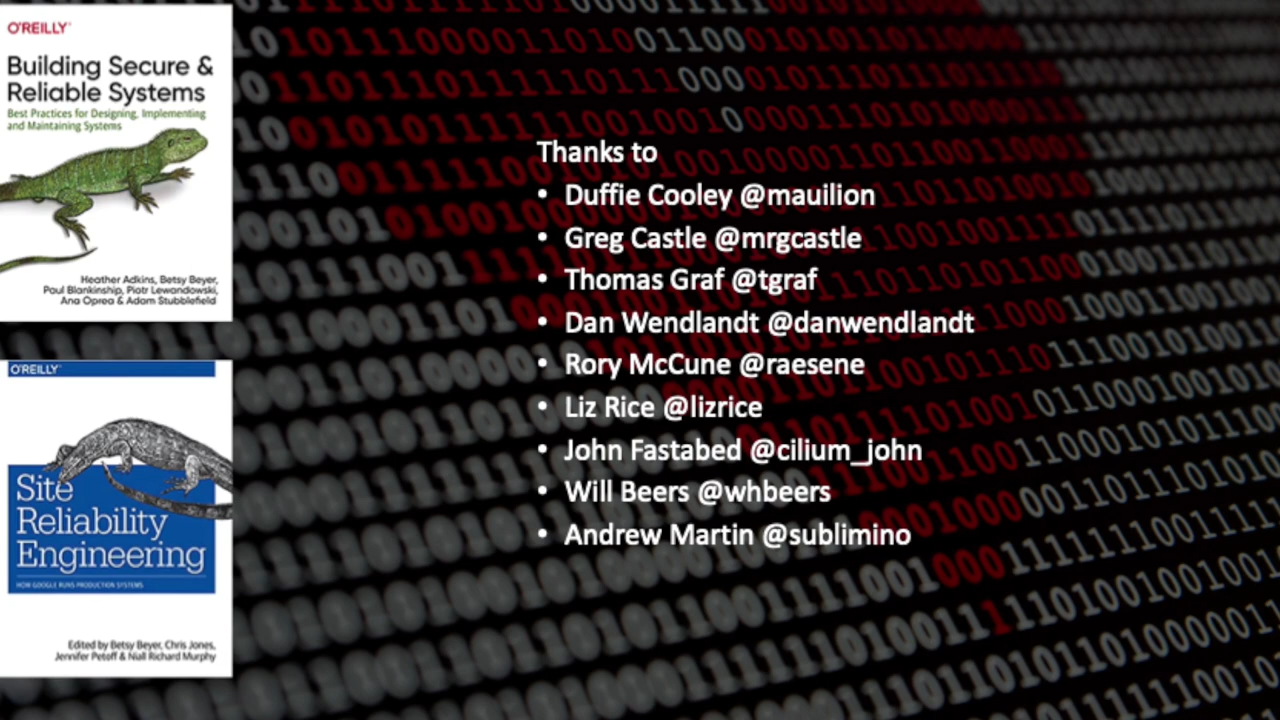 O'REILLY
Building Secure &
Reliable Systems
Best Practices for Designing, Implementing
and Maintaining Systems
Heather Adkins, Betsy Beyer,
Paul Blankinship, Piotr Lewandowski,
Ana Oprea & Adam Stubblefield
O'REILLY
Site
Reliability
Engineering
HOW GOOGLE RUNS PRODUCTION SYSTEMS
Edited by Betsy Beyer, Chris Jones,
Jennifer Petoff & Niall Richard Murphy
Thanks to
• Duffie Cooley @mauilion
• Greg Castle @mrgcastle
• Thomas Graf @tgraf
• Dan Wendlandt @danwendlandt
• Rory McCune @raesene
• Liz Rice @lizrice
• John Fastabed @cilium_john
• Will Beers @whbeers
• Andrew Martin @sublimino